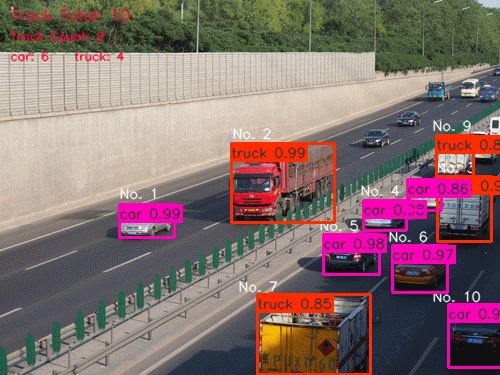 Track Total: 10
Track Count: 9
car: 6 truck: 4
No. 9
No. 2
truck 0.8
truck 0.99
0.9
car 0.86
No. 1
No. 4
car 0.99
No. 5
No. 6
car 0.98
car 0.97
No. 7
No. 10
truck 0.85
car 0.9